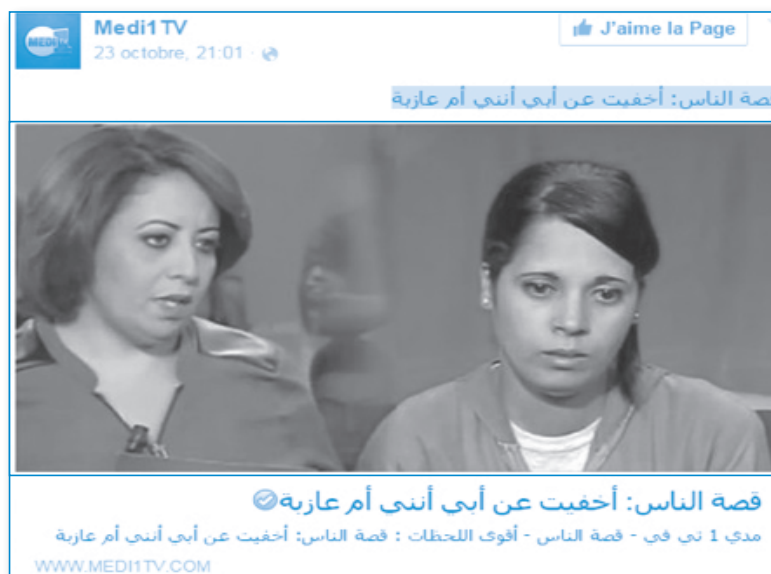 MEDI1TV
Medi1TV
J'aime la Page
23 octobre, 21:01 ·
قصة الناس: أخفيت عن أبي أنني أم عازبة
قصة الناس: أخفيت عن أبي أنني أم عازبة
مدي 1 تي في - قصة الناس - أقوى اللحظات : قصة الناس: أخفيت عن أبي أنني أم عازبة
WWW.MEDI1TV.COM